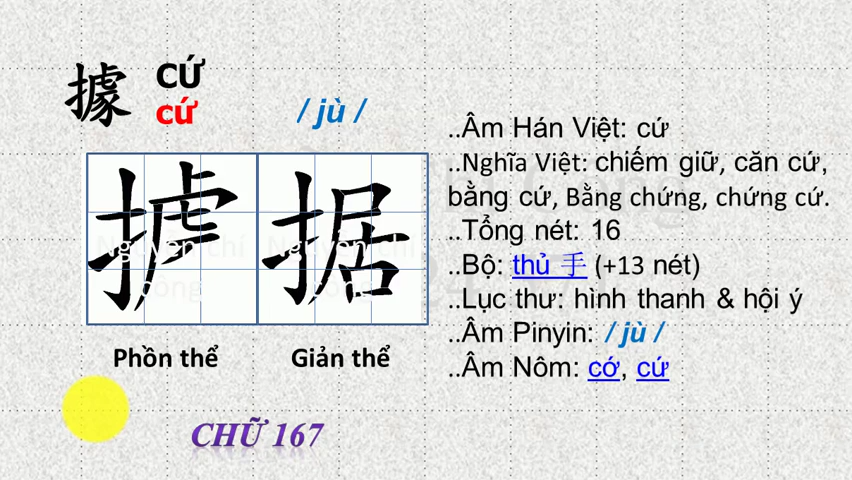 據
CỨ
cứ
/ jù /
据
Phồn thể
Giản thể
CHỮ 167
..Âm Hán Việt: cứ
..Nghĩa Việt: chiếm giữ, căn cứ,
bằng cứ, Bằng chứng, chứng cứ.
..Tổng nét: 16
..Bộ: thủ 手 (+13 nét)
..Lục thư: hình thanh & hội ý
..Âm Pinyin: / jù /
..Âm Nôm: cớ, cứ